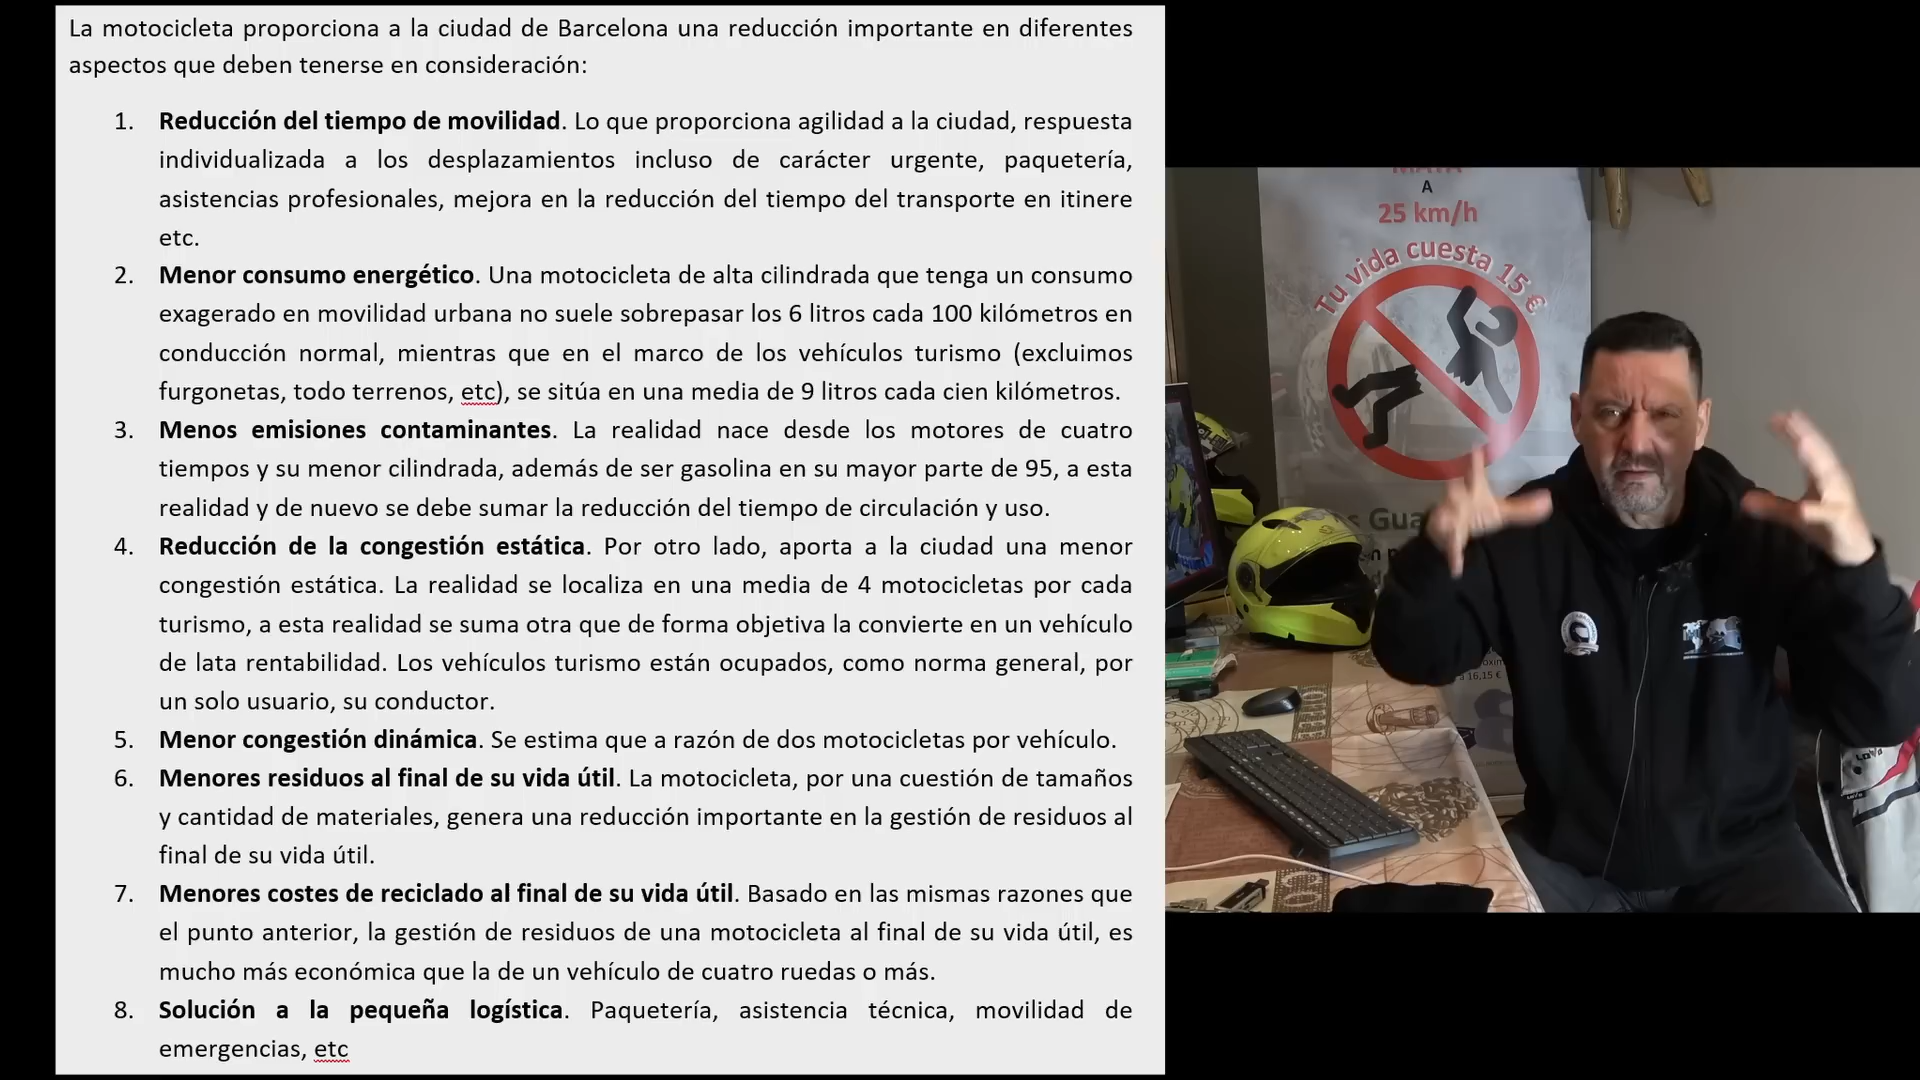 La motocicleta proporciona a la ciudad de Barcelona una reducción importante en diferentes
aspectos que deben tenerse en consideración:
1. Reducción del tiempo de movilidad. Lo que proporciona agilidad a la ciudad, respuesta
individualizada a los desplazamientos incluso de carácter urgente, paquetería,
asistencias profesionales, mejora en la reducción del tiempo del transporte en itinere
etc.
2. Menor consumo energético. Una motocicleta de alta cilindrada que tenga un consumo
exagerado en movilidad urbana no suele sobrepasar los 6 litros cada 100 kilómetros en
conducción normal, mientras que en el marco de los vehículos turismo (excluimos
furgonetas, todo terrenos, etc), se sitúa en una media de 9 litros cada cien kilómetros.
3. Menos emisiones contaminantes. La realidad nace desde los motores de cuatro
tiempos y su menor cilindrada, además de ser gasolina en su mayor parte de 95, a esta
realidad y de nuevo se debe sumar la reducción del tiempo de circulación y uso.
4. Reducción de la congestión estática. Por otro lado, aporta a la ciudad una menor
congestión estática. La realidad se localiza en una media de 4 motocicletas por cada
turismo, a esta realidad se suma otra que de forma objetiva la convierte en un vehículo
de lata rentabilidad. Los vehículos turismo están ocupados, como norma general, por
un solo usuario, su conductor.
5. Menor congestión dinámica. Se estima que a razón de dos motocicletas por vehículo.
6. Menores residuos al final de su vida útil. La motocicleta, por una cuestión de tamaños
y cantidad de materiales, genera una reducción importante en la gestión de residuos al
final de su vida útil.
7. Menores costes de reciclado al final de su vida útil. Basado en las mismas razones que
el punto anterior, la gestión de residuos de una motocicleta al final de su vida útil, es
mucho más económica que la de un vehículo de cuatro ruedas o más.
8. Solución a la pequeña logística. Paquetería, asistencia técnica, movilidad de
emergencias, etc
A
25 km/h
Tu vida cuesta 15 €
a 16,15 €